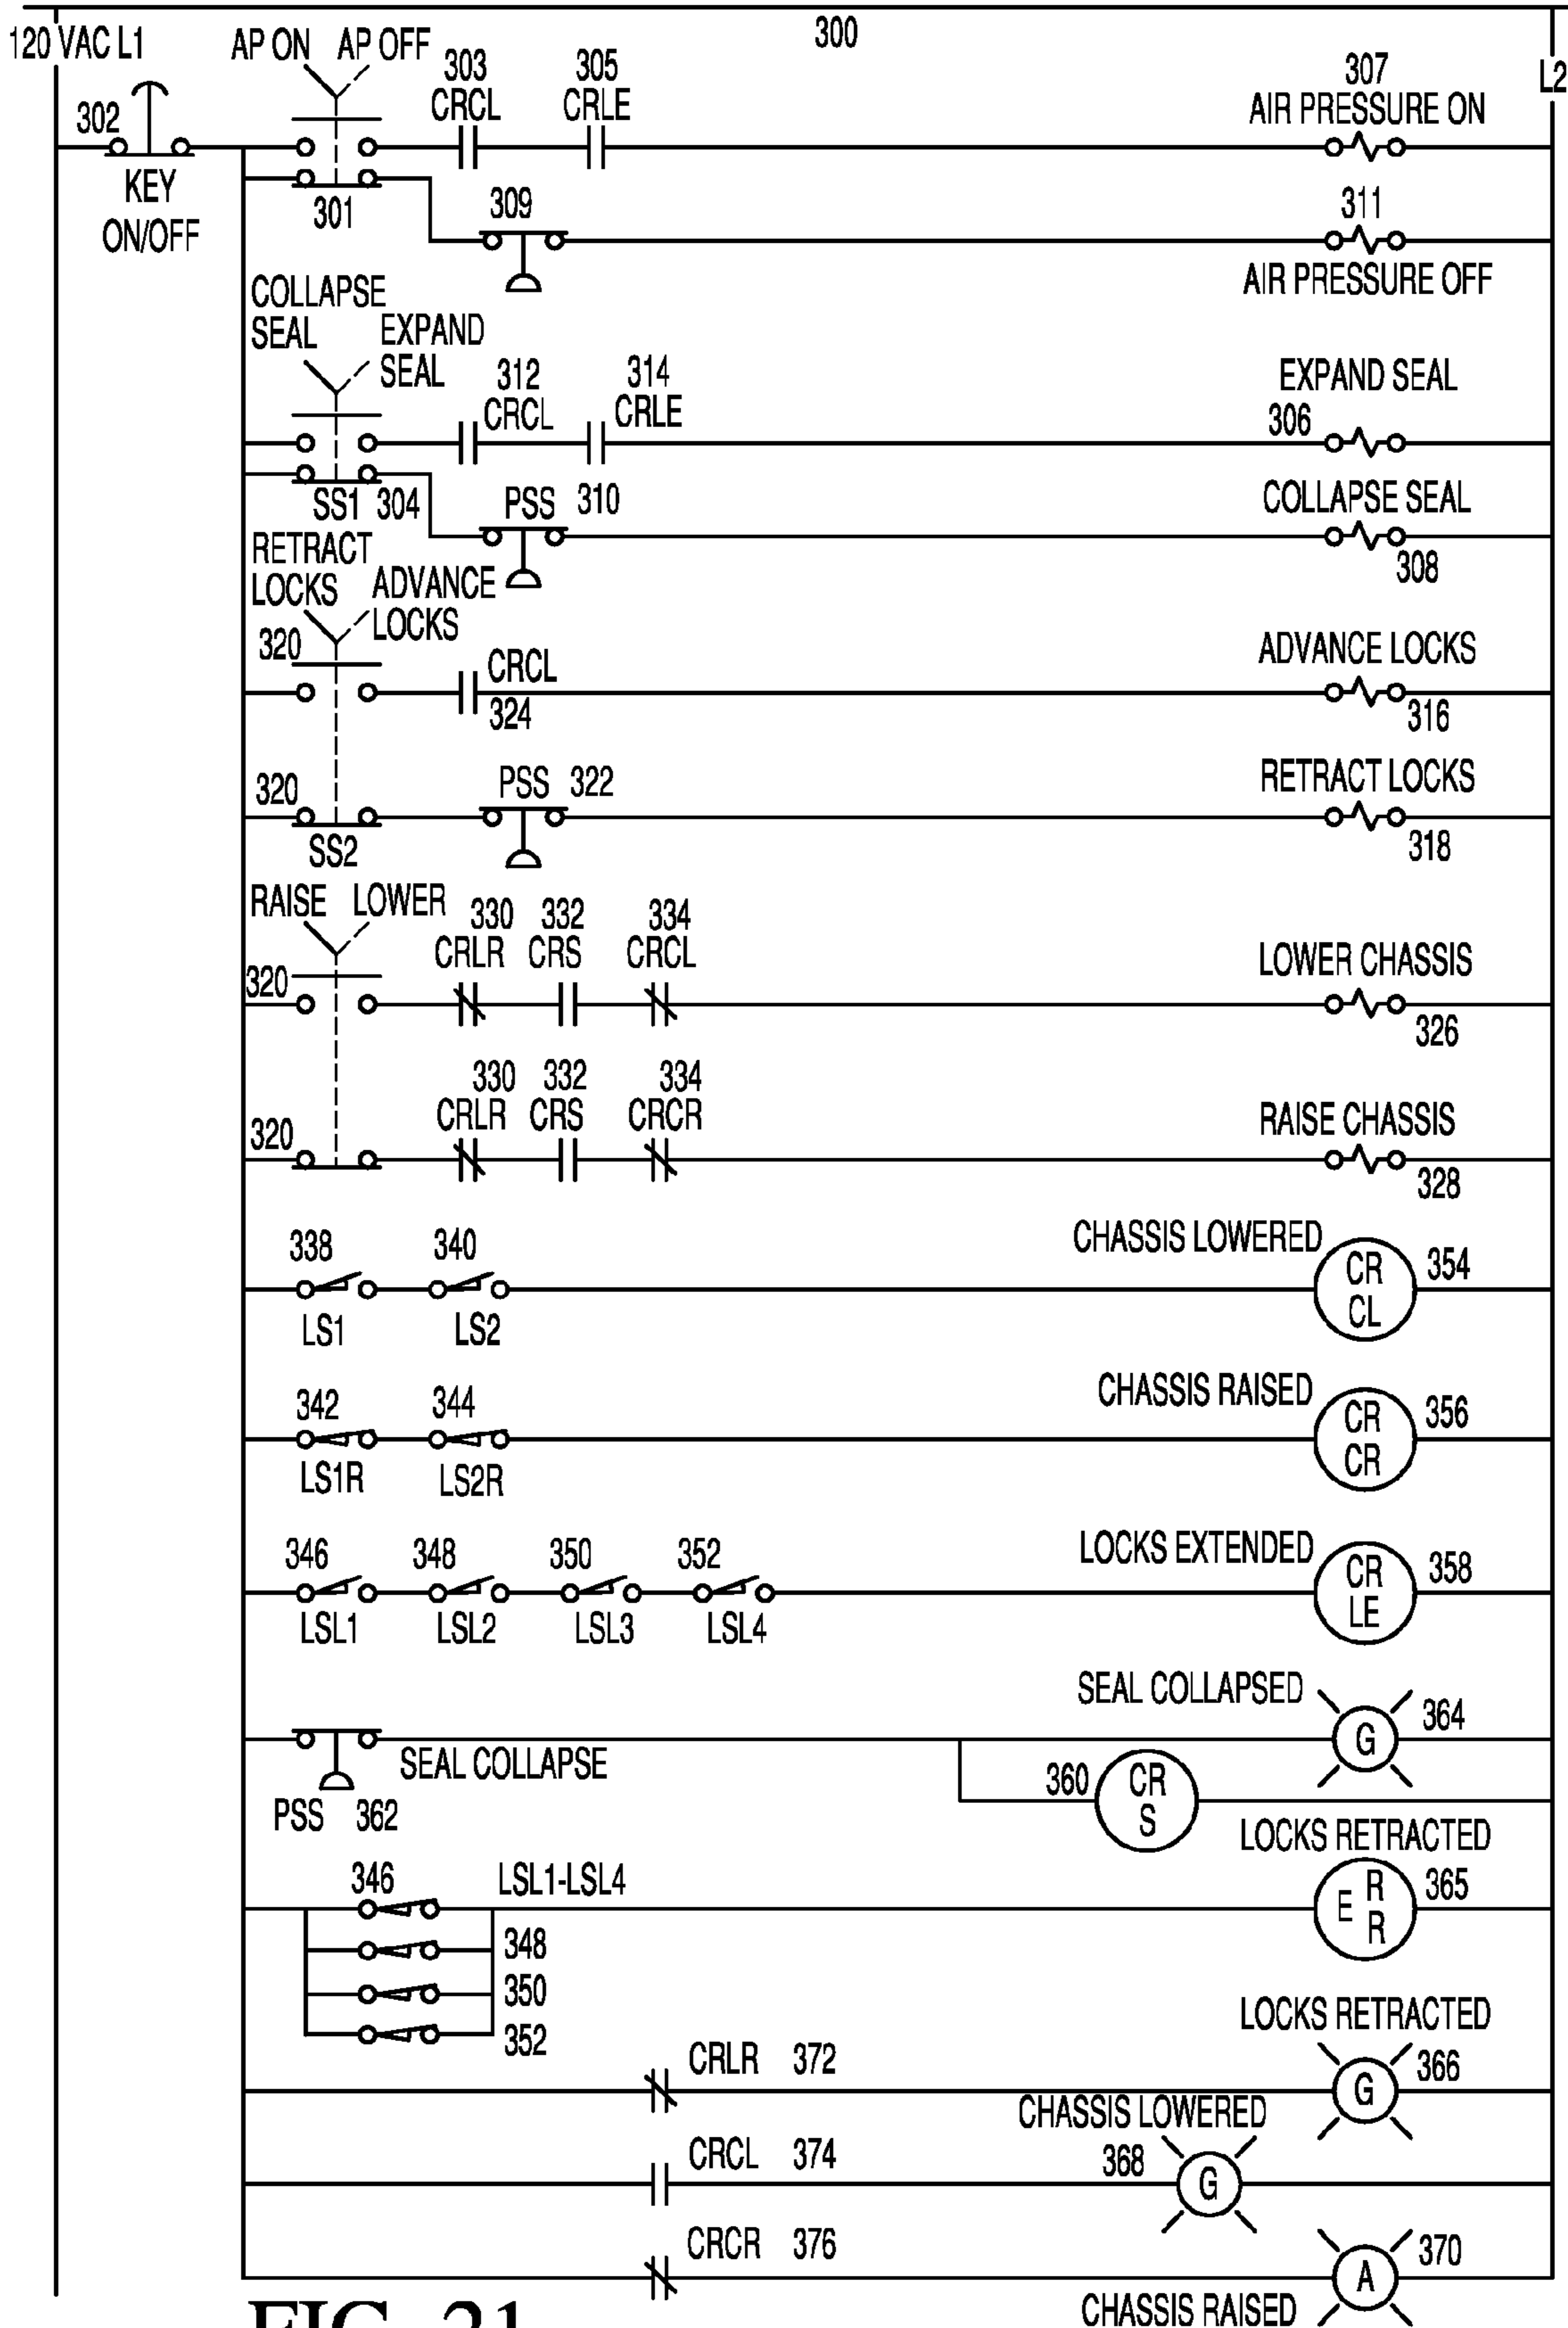 300
120 VAC L1
AP ON AP OFF
L2
303
CRCL
305
CRLE
307
AIR PRESSURE ON
302
KEY
ON/OFF
301
309
311
AIR PRESSURE OFF
COLLAPSE
SEAL
EXPAND
SEAL
312
CRCL
314
CRLE
EXPAND SEAL
306
SS1 304
PSS 310
COLLAPSE SEAL
308
RETRACT
LOCKS
ADVANCE
LOCKS
320
CRCL
324
ADVANCE LOCKS
316
320
SS2
PSS 322
RETRACT LOCKS
318
RAISE LOWER
320
330
CRLR
332
CRS
334
CRCL
LOWER CHASSIS
326
320
330
CRLR
332
CRS
334
CRCR
RAISE CHASSIS
328
338
LS1
340
LS2
CHASSIS LOWERED
CR
CL
354
342
LS1R
344
LS2R
CHASSIS RAISED
CR
CR
356
346
LSL1
348
LSL2
350
LSL3
352
LSL4
LOCKS EXTENDED
CR
LE
358
SEAL COLLAPSED
G
364
SEAL COLLAPSE
PSS 362
360
CR
S
LOCKS RETRACTED
346
LSL1-LSL4
E R
R
365
348
350
352
LOCKS RETRACTED
CRLR 372
G
366
CHASSIS LOWERED
CRCL 374
368
G
CRCR 376
A
370
CHASSIS RAISED
FIG. 21